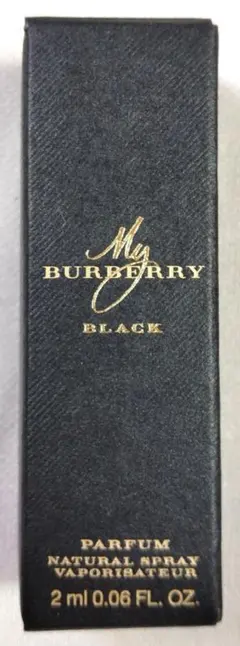 My
BURBERRY
BLACK
PARFUM
NATURAL SPRAY
VAPORISATEUR
2 ml 0.06 FL. OZ.